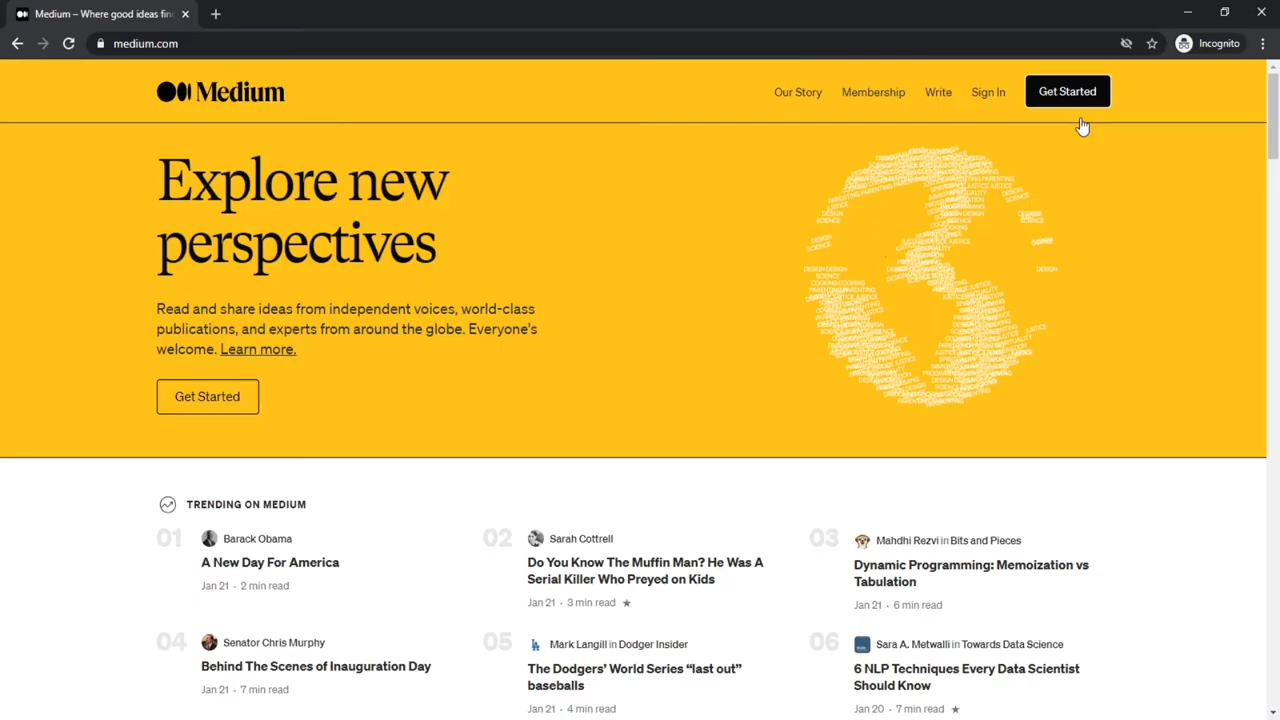 Medium – Where good ideas fin
medium.com
Incognito
Medium
Our Story
Membership
Write
Sign In
Get Started
Explore new
perspectives
Read and share ideas from independent voices, world-class
publications, and experts from around the globe. Everyone's
welcome. Learn more.
Get Started
TRENDING ON MEDIUM
01
Barack Obama
A New Day For America
Jan 21 · 2 min read
02
Sarah Cottrell
Do You Know The Muffin Man? He Was A
Serial Killer Who Preyed on Kids
Jan 21 · 3 min read ★
03
Mahdhi Rezvi in Bits and Pieces
Dynamic Programming: Memoization vs
Tabulation
Jan 21 · 6 min read
04
Senator Chris Murphy
Behind The Scenes of Inauguration Day
Jan 21 · 7 min read
05
Mark Langill in Dodger Insider
The Dodgers' World Series “last out”
baseballs
Jan 21 · 4 min read
06
Sara A. Metwalli in Towards Data Science
6 NLP Techniques Every Data Scientist
Should Know
Jan 20 · 7 min read ★